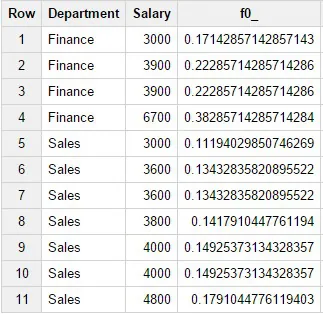 Row Department Salary f0_
1 Finance 3000 0.17142857142857143
2 Finance 3900 0.22285714285714286
3 Finance 3900 0.22285714285714286
4 Finance 6700 0.38285714285714284
5 Sales 3000 0.11194029850746269
6 Sales 3600 0.13432835820895522
7 Sales 3600 0.13432835820895522
8 Sales 3800 0.1417910447761194
9 Sales 4000 0.14925373134328357
10 Sales 4000 0.14925373134328357
11 Sales 4800 0.1791044776119403